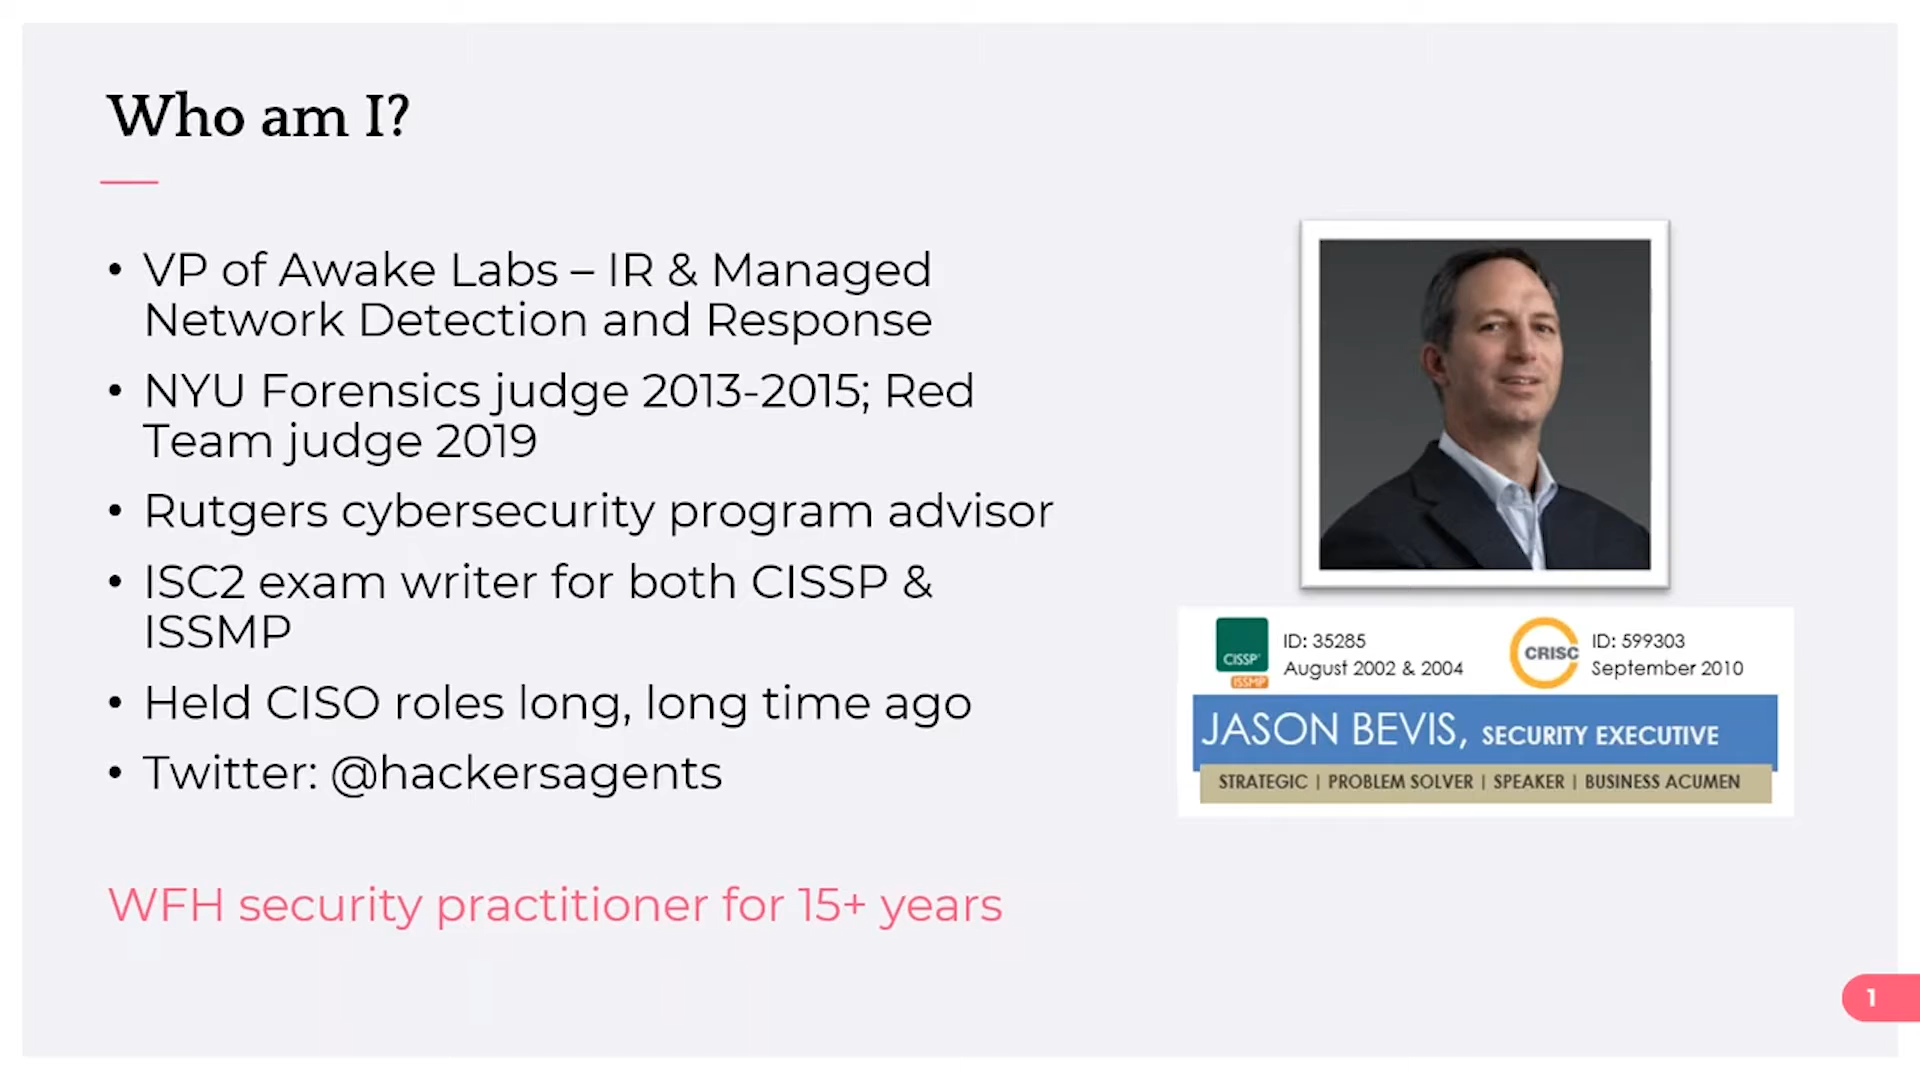 Who am I?
• VP of Awake Labs – IR & Managed
Network Detection and Response
• NYU Forensics judge 2013-2015; Red
Team judge 2019
• Rutgers cybersecurity program advisor
• ISC2 exam writer for both CISSP &
ISSMP
• Held CISO roles long, long time ago
• Twitter: @hackersagents
WFH security practitioner for 15+ years
CISSP®
ISSMP
ID: 35285
August 2002 & 2004
CRISC
ID: 599303
September 2010
JASON BEVIS, SECURITY EXECUTIVE
STRATEGIC | PROBLEM SOLVER | SPEAKER | BUSINESS ACUMEN
1